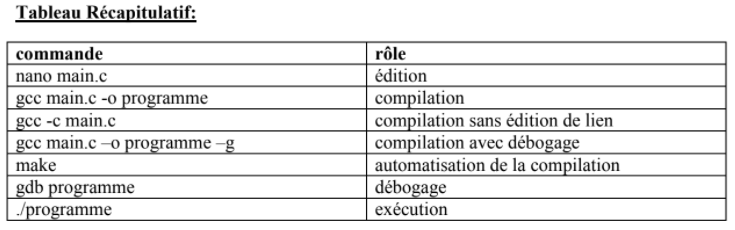 Tableau Récapitulatif:
commande rôle
nano main.c édition
gcc main.c -o programme compilation
gcc -c main.c compilation sans édition de lien
gcc main.c –o programme –g compilation avec débogage
make automatisation de la compilation
gdb programme débogage
./programme exécution